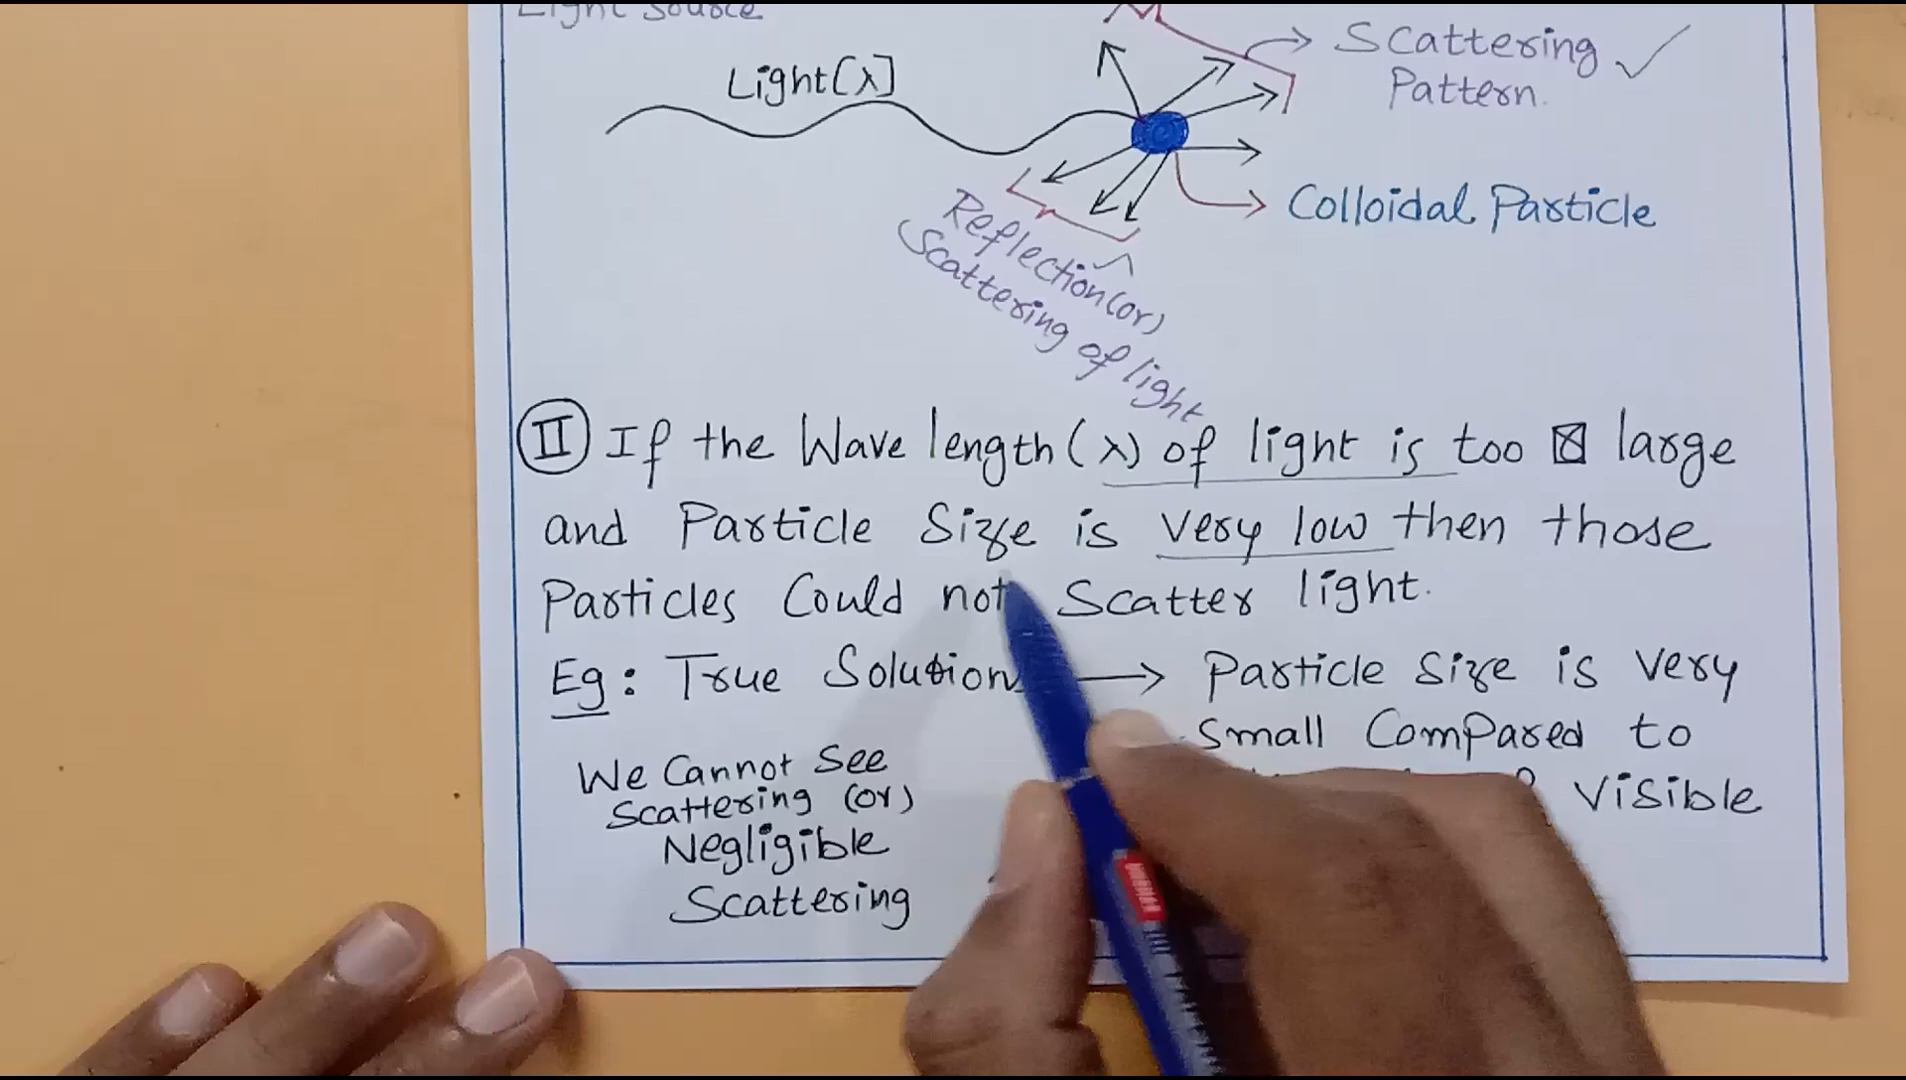 Light Source
Light(λ)
Scattering
Pattern.
Colloidal Particle
Reflection(or)
Scattering of light
II If the Wave length (λ) of light is too large
and Particle Size is very low then those
Particles Could not Scatter light.
Eg: True Solution → Particle Size is very
Small Compared to
visible
We Cannot See
Scattering (or)
Negligible
Scattering